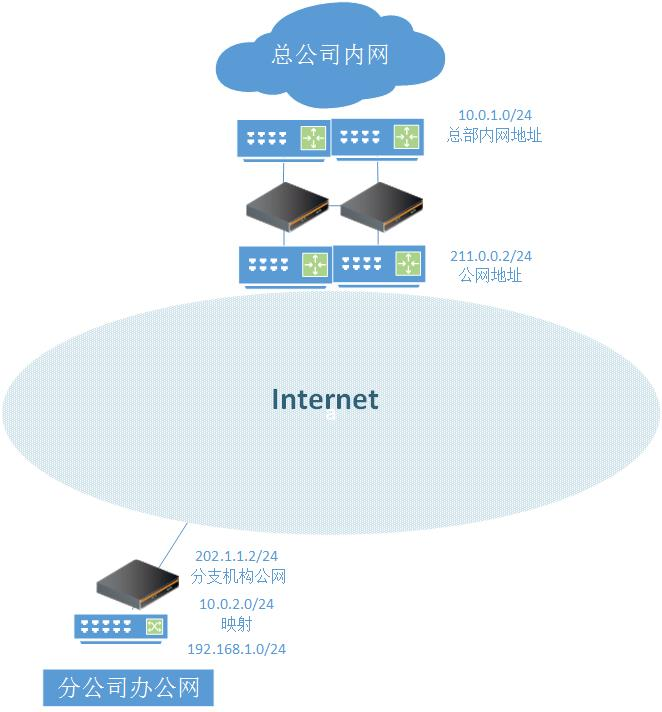 总公司内网
10.0.1.0/24
总部内网地址
211.0.0.2/24
公网地址
Internet
a
202.1.1.2/24
分支机构公网
10.0.2.0/24
映射
192.168.1.0/24
分公司办公网